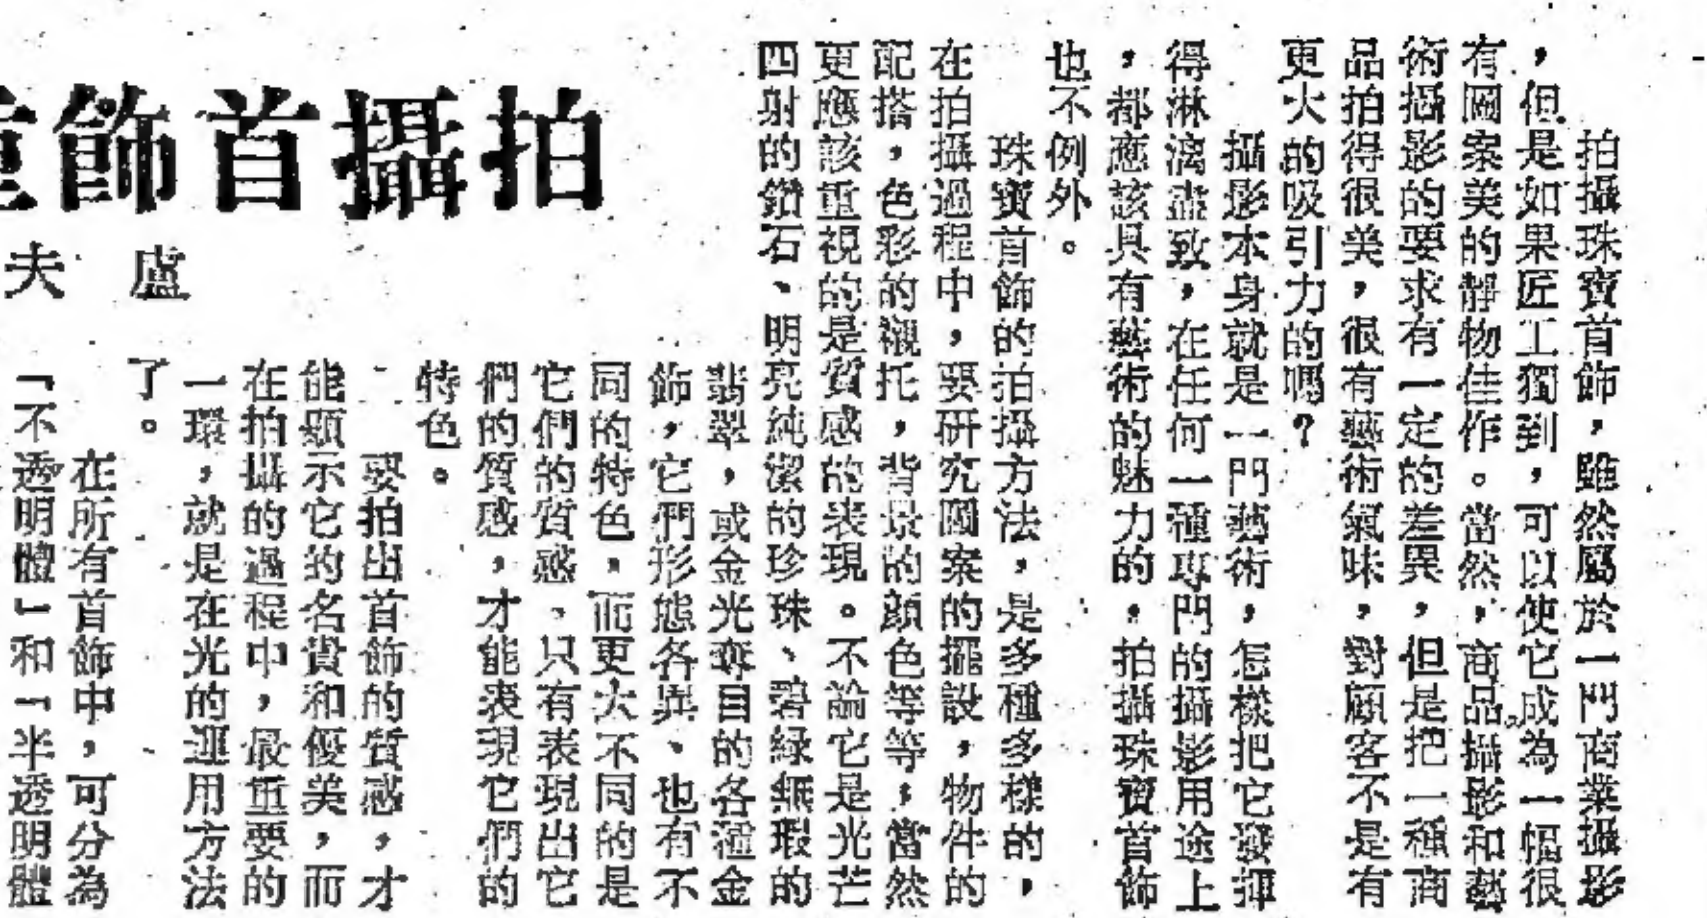 拍攝首飾
盧夫
拍攝珠寶首飾，雖然屬於一門商業攝影
，但是如果匠工獨到，可以使它成為一幅很
有圖案美的靜物佳作。當然，商品攝影和藝
術攝影的要求有一定的差異，但是把一種商
品拍得很美，很有藝術氣味，對顧客不是有
更大的吸引力的嗎？
攝影本身就是一門藝術，怎樣把它發揮
得淋漓盡致，在任何一種專門的攝影用途上
，都應該具有藝術的魅力的，拍攝珠寶首飾
也不例外。
珠寶首飾的拍攝方法，是多種多樣的，
在拍攝過程中，要研究圖案的擺設，物件的
配搭，色彩的襯托，背景的顏色等等，當然
更應該重視的是質感的表現。不論它是光芒
四射的鑽石、明亮純潔的珍珠、碧綠無瑕的
翡翠，或金光奪目的各種金
飾，它們形態各異、也有不
同的特色，而更大不同的是
它們的質感，只有表現出它
們的質感，才能表現它們的
特色。
要拍出首飾的質感，才
能顯示它的名貴和優美，而
在拍攝的過程中，最重要的
一環，就是在光的運用方法
了。
在所有首飾中，可分為
「不透明體」和「半透明體